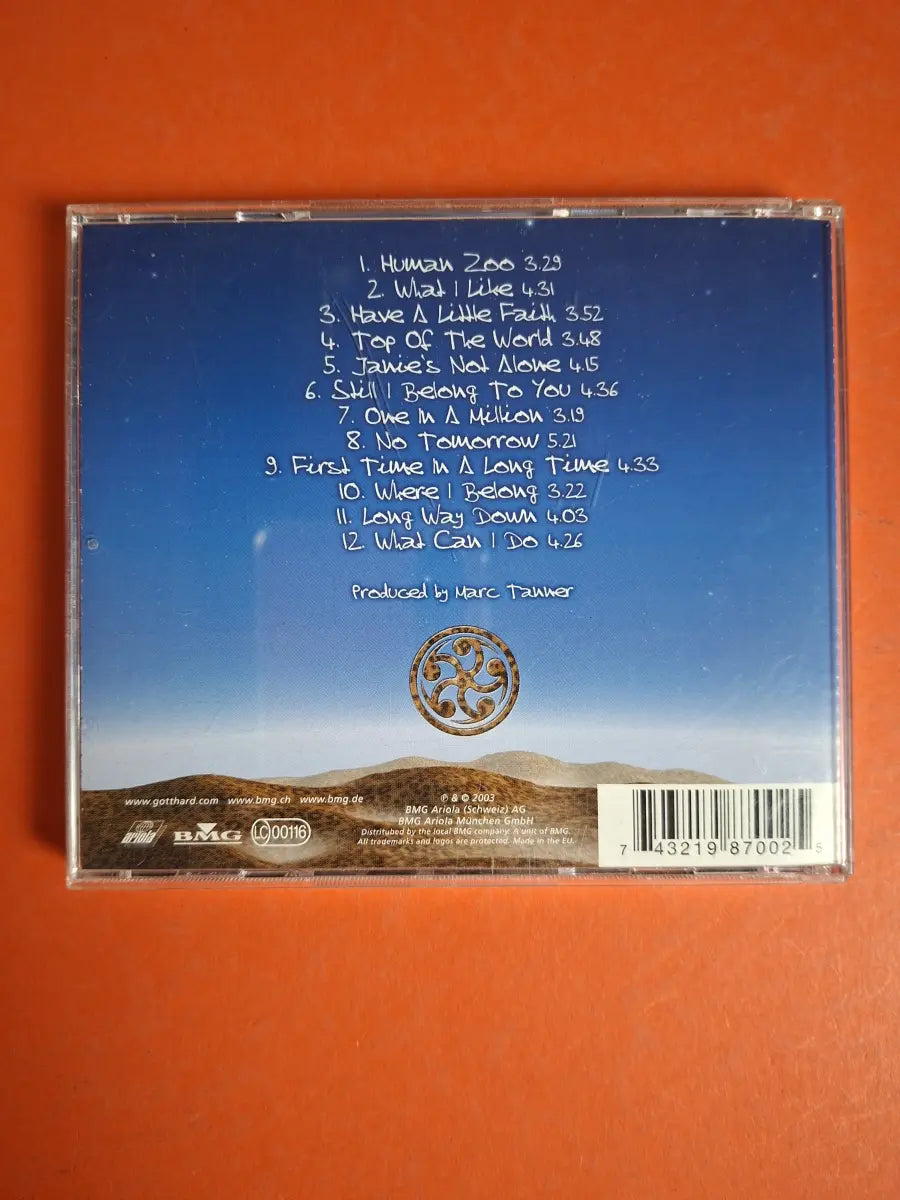 1. Human Zoo 3.29
2. What I Like 4.31
3. Have A Little Faith 3.52
4. Top Of The World 3.48
5. Janie's Not Alone 4.15
6. Still I Belong To You 4.36
7. One In A Million 3.19
8. No Tomorrow 5.21
9. First Time In A Long Time 4.33
10. Where I Belong 3.22
11. Long Way Down 4.03
12. What Can I Do 4.26
Produced by Marc Tanner
www.gotthard.com www.bmg.ch www.bmg.de
℗ & © 2003
BMG Ariola (Schweiz) AG
BMG Ariola München GmbH
Distritubed by the local BMG company. A unit of BMG.
All trademarks and logos are protected. Made in the EU.
ariola BMG LC 00116
7 43219 87002 5